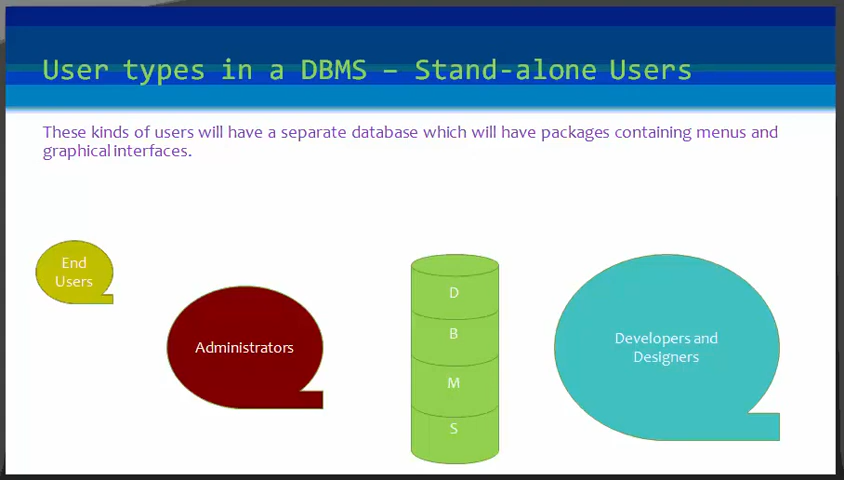 User types in a DBMS – Stand-alone Users
These kinds of users will have a separate database which will have packages containing menus and
graphical interfaces.
End
Users
Administrators
D
B
M
S
Developers and
Designers